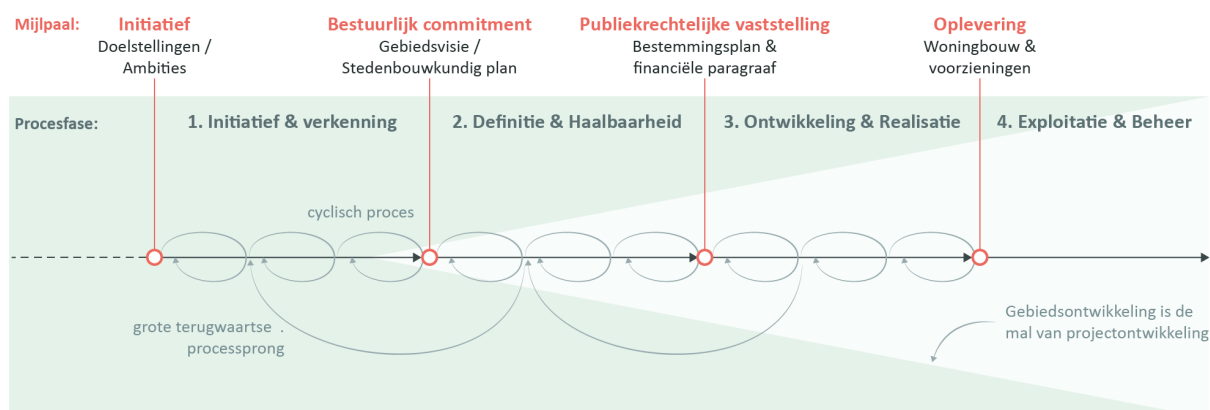 Mijlpaal:
Initiatief
Doelstellingen /
Ambities
Bestuurlijk commitment
Gebiedsvisie /
Stedenbouwkundig plan
Publiekrechtelijke vaststelling
Bestemmingsplan &
financiële paragraaf
Oplevering
Woningbouw &
voorzieningen
Procesfase:
1. Initiatief & verkenning
2. Definitie & Haalbaarheid
3. Ontwikkeling & Realisatie
4. Exploitatie & Beheer
cyclisch proces
grote terugwaartse .
processprong
Gebiedsontwikkeling is de
mal van projectontwikkeling